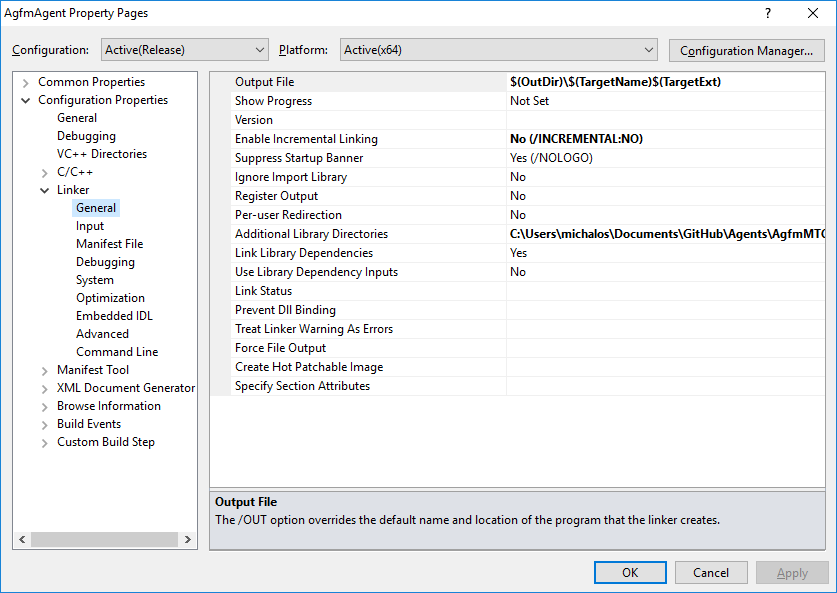 AgfmAgent Property Pages
?
Configuration: Active(Release) Platform: Active(x64) Configuration Manager...
Common Properties
Configuration Properties
General
Debugging
VC++ Directories
C/C++
Linker
General
Input
Manifest File
Debugging
System
Optimization
Embedded IDL
Advanced
Command Line
Manifest Tool
XML Document Generator
Browse Information
Build Events
Custom Build Step
Output File $(OutDir)\$(TargetName)$(TargetExt)
Show Progress Not Set
Version
Enable Incremental Linking No (/INCREMENTAL:NO)
Suppress Startup Banner Yes (/NOLOGO)
Ignore Import Library No
Register Output No
Per-user Redirection No
Additional Library Directories C:\Users\michalos\Documents\GitHub\Agents\AgfmMTC
Link Library Dependencies Yes
Use Library Dependency Inputs No
Link Status
Prevent Dll Binding
Treat Linker Warning As Errors
Force File Output
Create Hot Patchable Image
Specify Section Attributes
Output File
The /OUT option overrides the default name and location of the program that the linker creates.
OK Cancel Apply